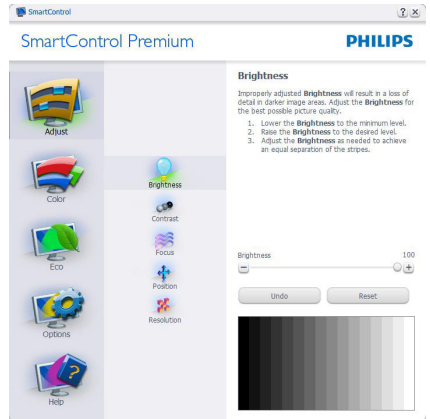 SmartControl
SmartControl Premium
PHILIPS
Adjust
Color
Eco
Options
Help
Brightness
Contrast
Focus
Position
Resolution
Brightness
Improperly adjusted Brightness will result in a loss of
detail in darker image areas. Adjust the Brightness for
the best possible picture quality.
1. Lower the Brightness to the minimum level.
2. Raise the Brightness to the desired level.
3. Adjust the Brightness as needed to achieve
an equal separation of the stripes.
Brightness 100
Undo
Reset